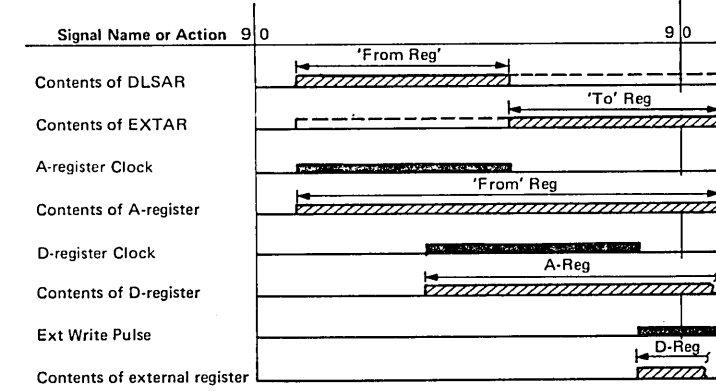 Signal Name or Action 9 0 9 0
'From Reg'
Contents of DLSAR
'To' Reg
Contents of EXTAR
A-register Clock
'From' Reg
Contents of A-register
D-register Clock
A-Reg
Contents of D-register
Ext Write Pulse
D-Reg
Contents of external register